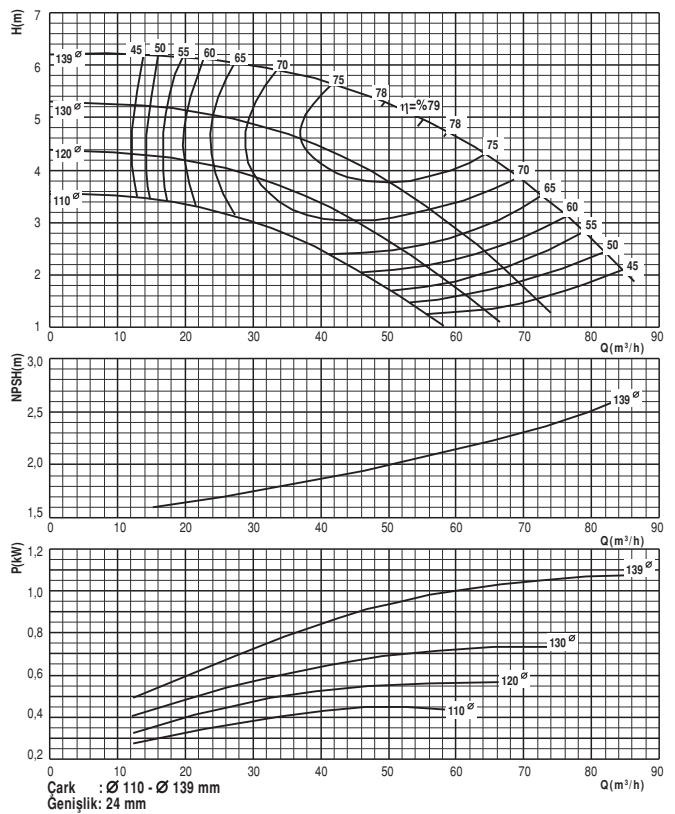 H(m)
7
6
5
4
3
2
1
139 ⌀
130 ⌀
120 ⌀
110 ⌀
45 50 55 60 65 70 75 78 η=%79 78 75 70 65 60 55 50 45
0 10 20 30 40 50 60 70 80 90
Q(m³/h)
NPSH(m)
3,0
2,5
2,0
1,5
139 ⌀
0 10 20 30 40 50 60 70 80 90
Q(m³/h)
P(kW)
1,2
1,0
0,8
0,6
0,4
0,2
139 ⌀
130 ⌀
120 ⌀
110 ⌀
0 10 20 30 40 50 60 70 80 90
Q(m³/h)
Çark : Ø 110 - Ø 139 mm
Genişlik: 24 mm